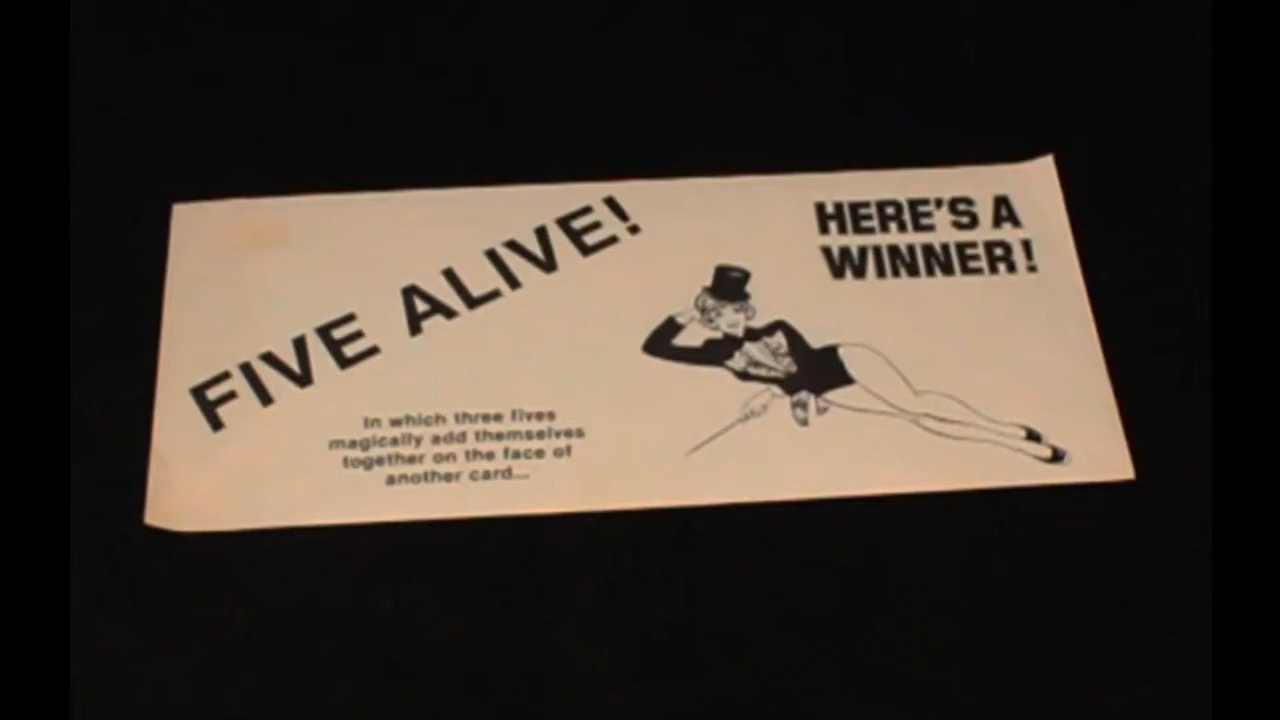 FIVE ALIVE!
In which three fives
magically add themselves
together on the face of
another card...
HERE'S A
WINNER!